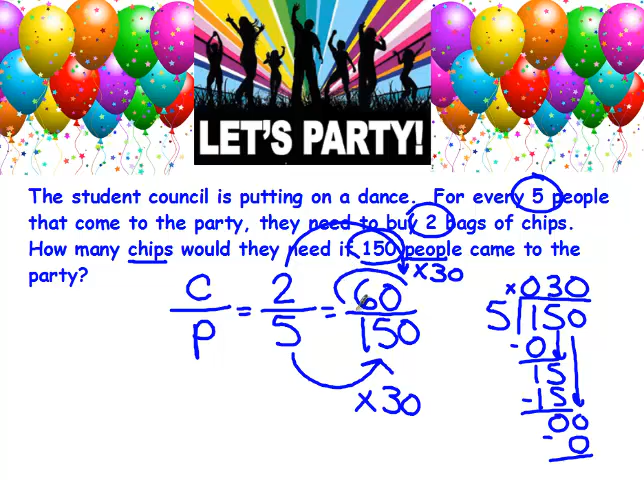 LET'S PARTY!
The student council is putting on a dance. For every 5 people
that come to the party, they need to buy 2 bags of chips.
How many chips would they need if 150 people came to the
party?
×30
C/P = 2/5 = 60/150
×30
× 030
5 150
- 0
15
- 15
00
- 0